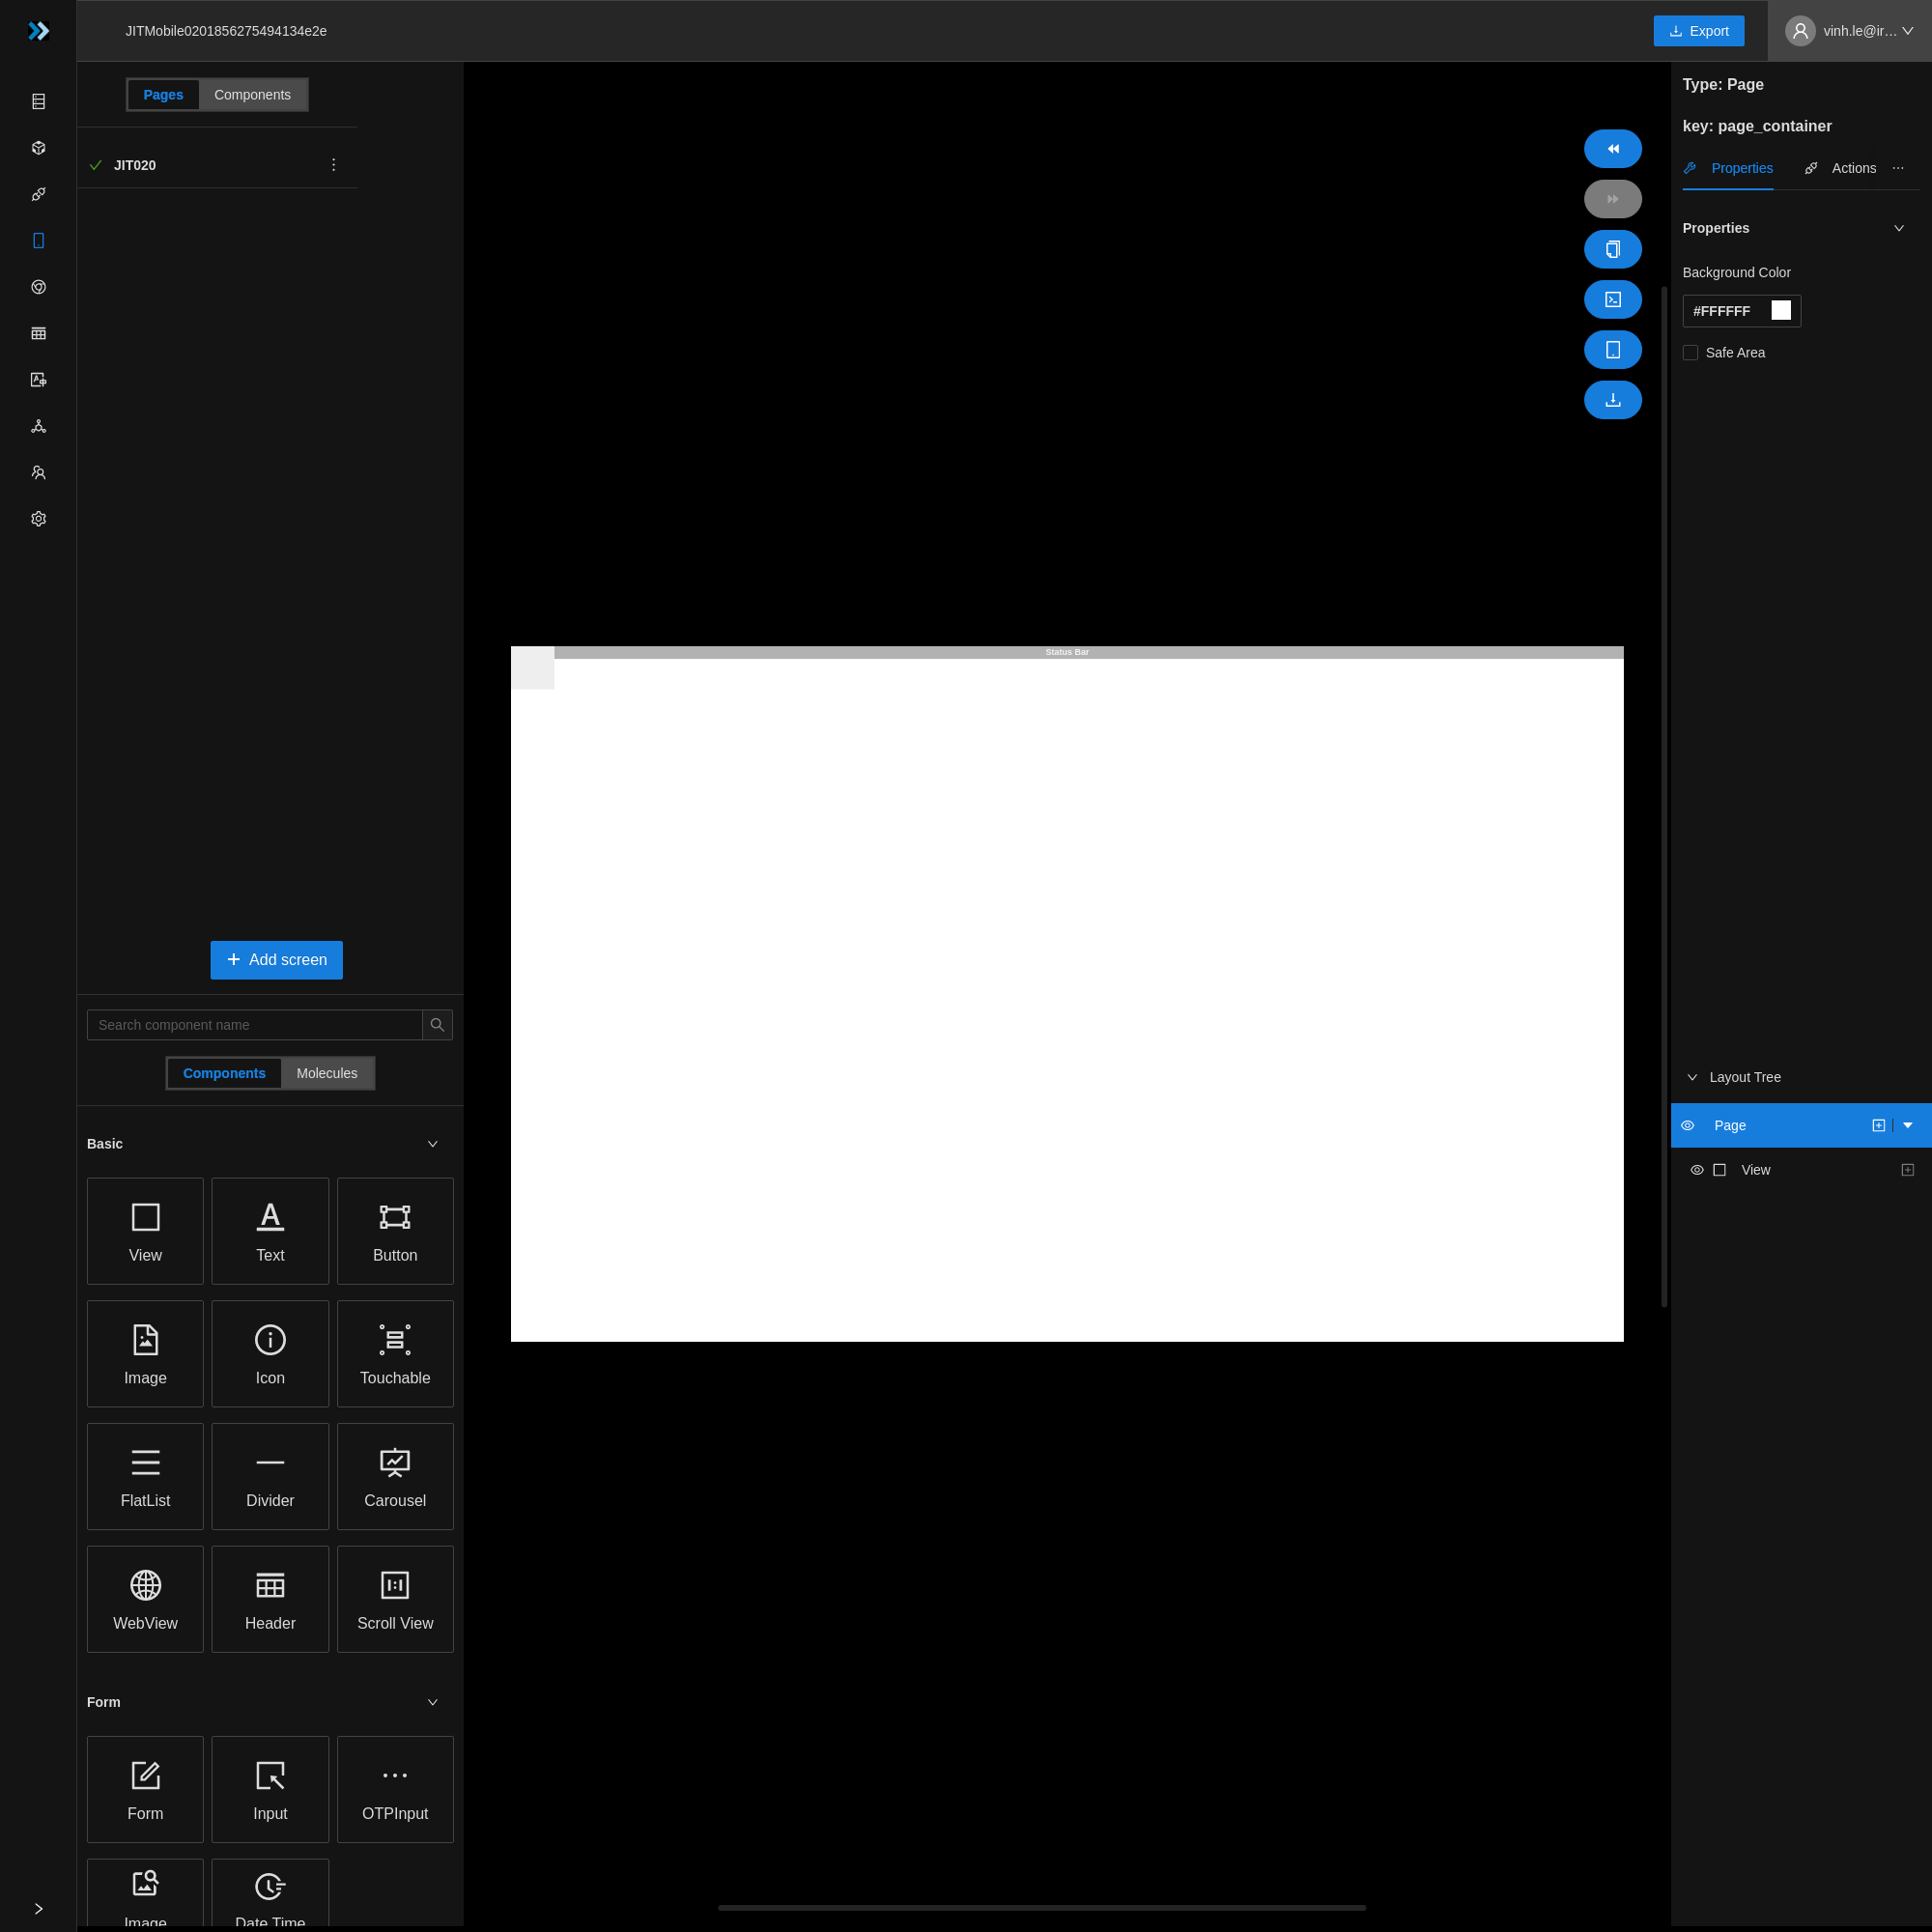 JITMobile0201856275494134e2e
Export
vinh.le@ir…
Pages
Components
JIT020
Add screen
Search component name
Components
Molecules
Basic
View
Text
Button
Image
Icon
Touchable
FlatList
Divider
Carousel
WebView
Header
Scroll View
Form
Form
Input
OTPInput
Image
Date Time
Status Bar
Type: Page
key: page_container
Properties
Actions
Properties
Background Color
#FFFFFF
Safe Area
Layout Tree
Page
View